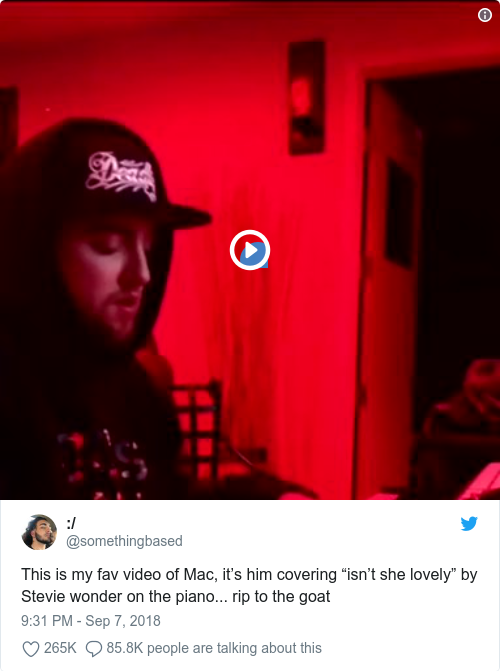 :/
@somethingbased
This is my fav video of Mac, it’s him covering “isn’t she lovely” by
Stevie wonder on the piano... rip to the goat
9:31 PM - Sep 7, 2018
265K 85.8K people are talking about this